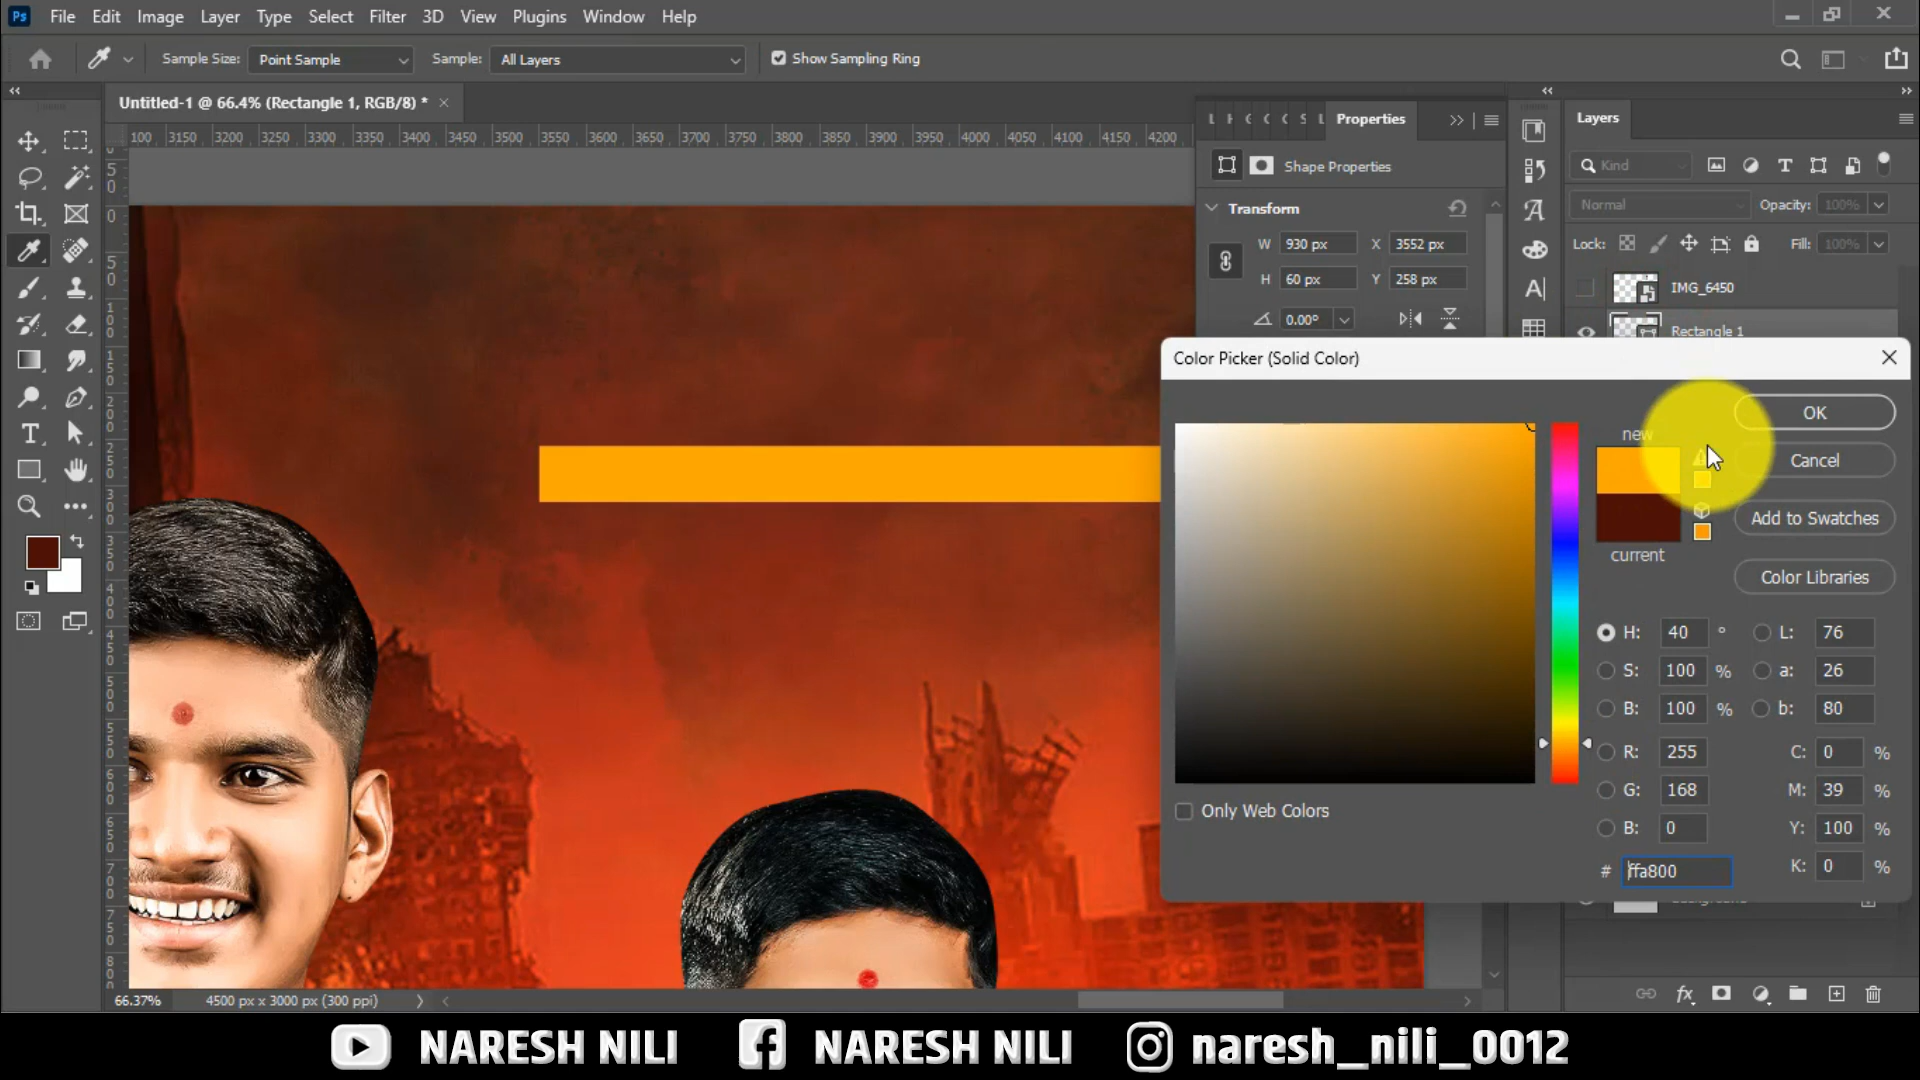 Ps File Edit Image Layer Type Select Filter 3D View Plugins Window Help
Sample Size: Point Sample Sample: All Layers Show Sampling Ring
Untitled-1 @ 66.4% (Rectangle 1, RGB/8) *
100 3150 3200 3250 3300 3350 3400 3450 3500 3550 3600 3650 3700 3750 3800 3850 3900 3950 4000 4050 4100 4150 4200
Properties
Shape Properties
Transform
W 930 px X 3552 px
H 60 px Y 258 px
0.00°
Layers
Kind
Normal Opacity: 100%
Lock: Fill: 100%
IMG_6450
Rectangle 1
Color Picker (Solid Color)
new
current
OK
Cancel
Add to Swatches
Color Libraries
H: 40 ° L: 76
S: 100 % a: 26
B: 100 % b: 80
R: 255 C: 0 %
G: 168 M: 39 %
B: 0 Y: 100 %
# ffa800 K: 0 %
Only Web Colors
66.37% 4500 px x 3000 px (300 ppi)
NARESH NILI NARESH NILI naresh_nili_0012